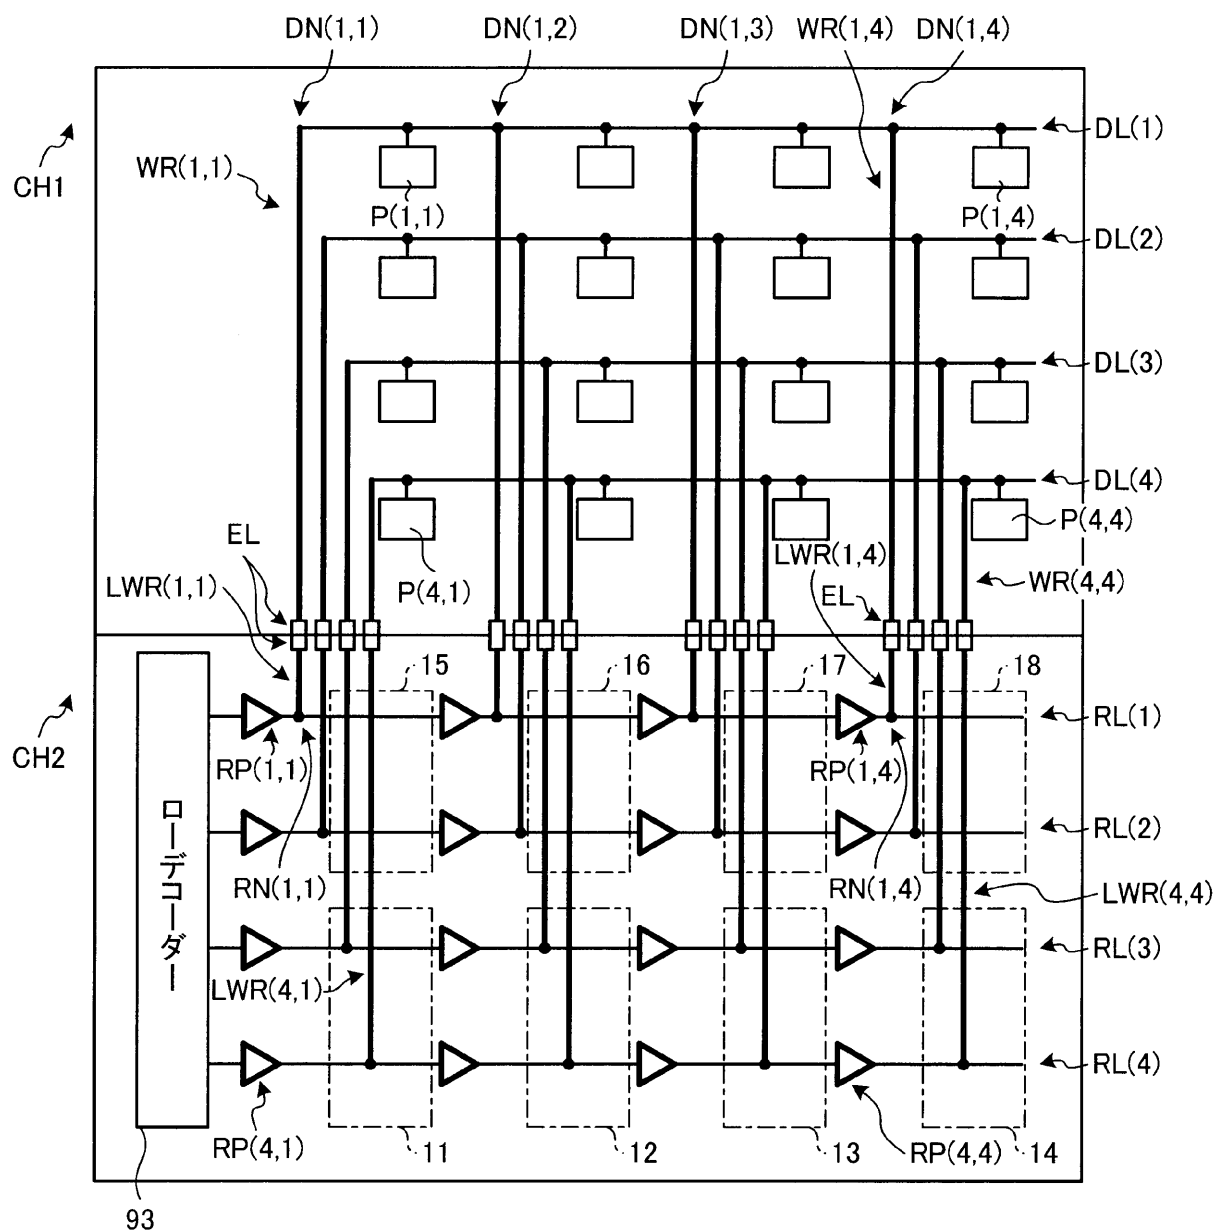 DN(1,1)
DN(1,2)
DN(1,3)
WR(1,4)
DN(1,4)
DL(1)
CH1
WR(1,1)
P(1,1)
P(1,4)
DL(2)
DL(3)
DL(4)
P(4,4)
EL
LWR(1,1)
P(4,1)
LWR(1,4)
EL
WR(4,4)
15
16
17
18
CH2
RL(1)
RP(1,1)
RP(1,4)
ローデコーダー
RL(2)
RN(1,1)
RN(1,4)
LWR(4,4)
RL(3)
LWR(4,1)
RL(4)
RP(4,1)
11
12
13
RP(4,4)
14
93